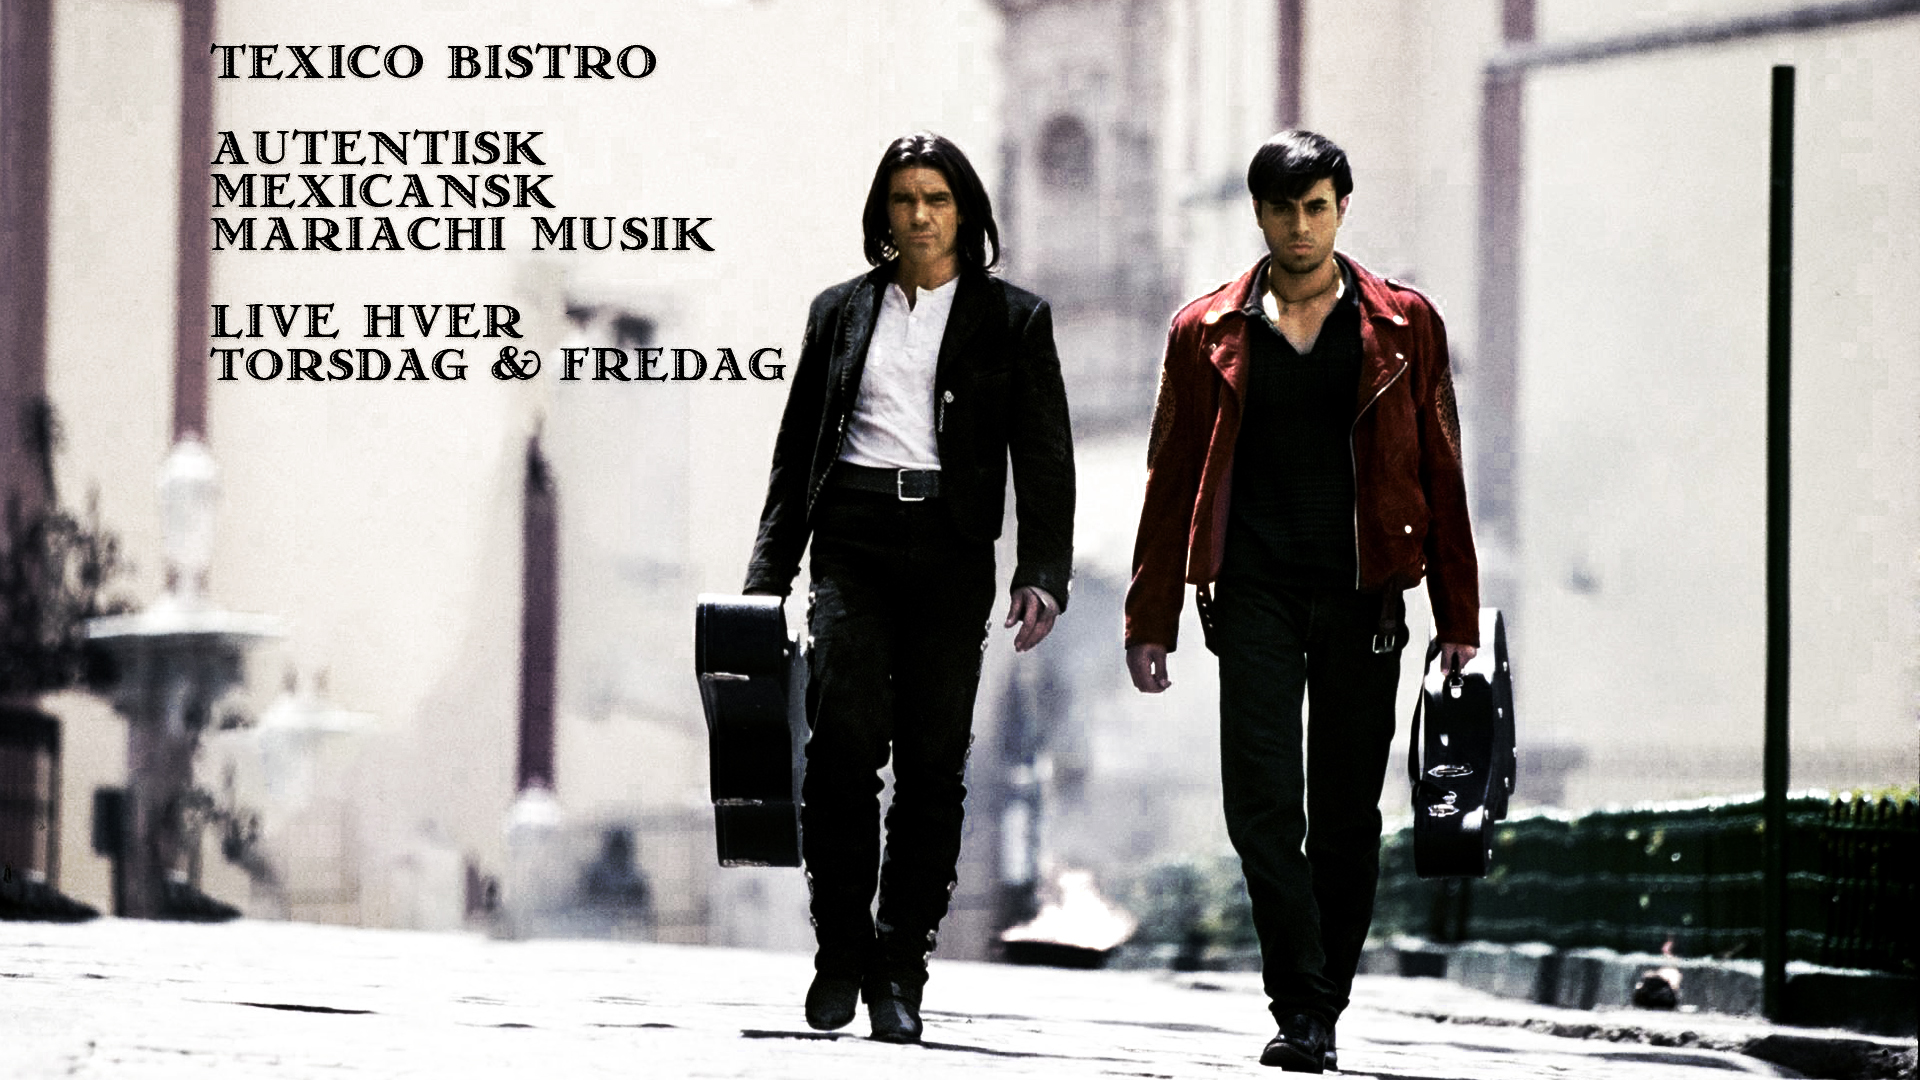 TEXICO BISTRO
AUTENTISK
MEXICANSK
MARIACHI MUSIK
LIVE HVER
TORSDAG & FREDAG